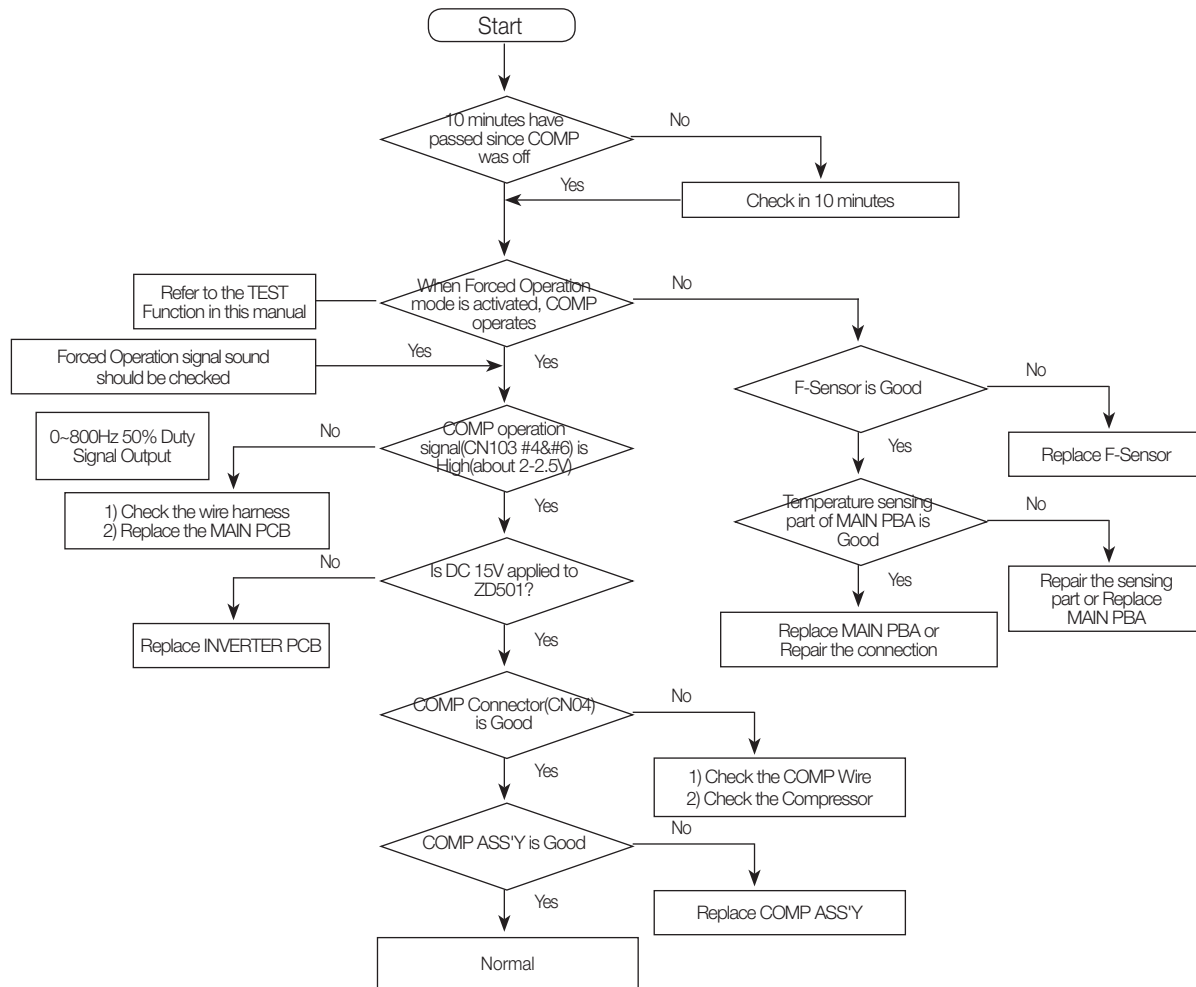 Start
10 minutes have
passed since COMP
was off
No
Yes
Check in 10 minutes
Refer to the TEST
Function in this manual
When Forced Operation
mode is activated, COMP
operates
No
Forced Operation signal sound
should be checked
Yes
Yes
F-Sensor is Good
No
0~800Hz 50% Duty
Signal Output
No
COMP operation
signal(CN103 #4&#6) is
High(about 2-2.5V)
Yes
Replace F-Sensor
1) Check the wire harness
2) Replace the MAIN PCB
Yes
Temperature sensing
part of MAIN PBA is
Good
No
No
Is DC 15V applied to
ZD501?
Yes
Repair the sensing
part or Replace
MAIN PBA
Replace INVERTER PCB
Yes
Replace MAIN PBA or
Repair the connection
COMP Connector(CN04)
is Good
No
Yes
1) Check the COMP Wire
2) Check the Compressor
COMP ASS'Y is Good
No
Yes
Replace COMP ASS'Y
Normal